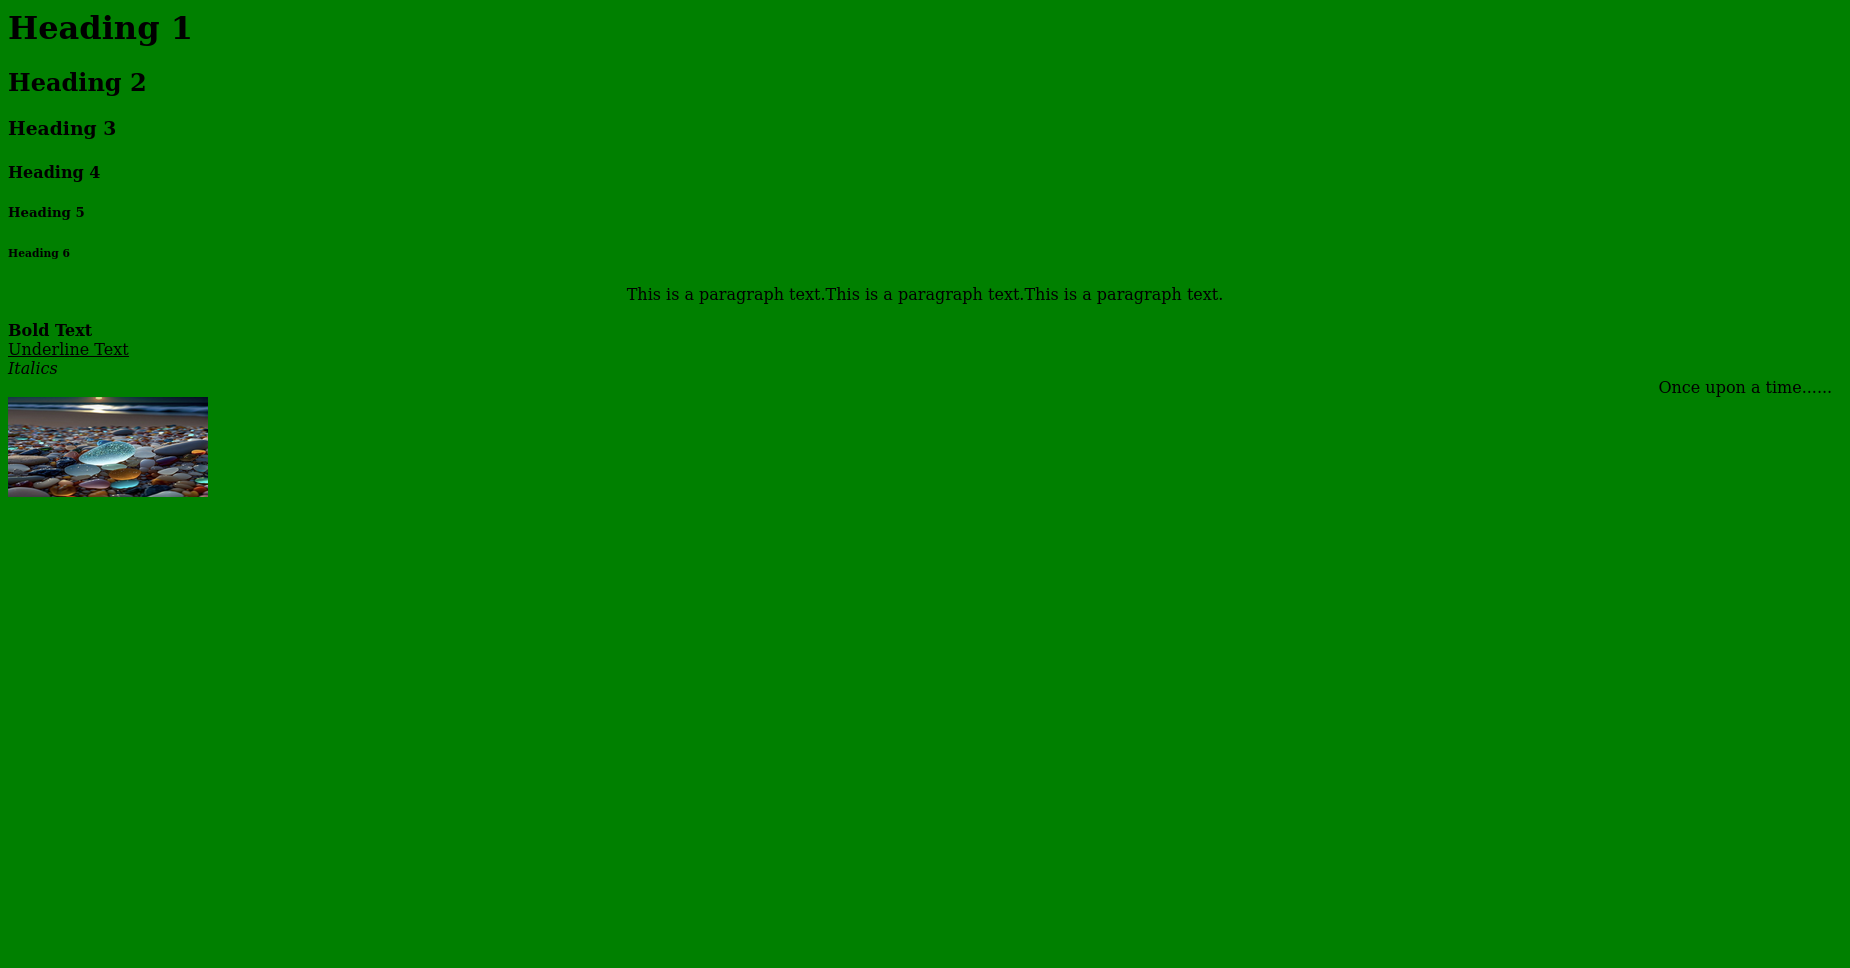 Heading 1
Heading 2
Heading 3
Heading 4
Heading 5
Heading 6
This is a paragraph text.This is a paragraph text.This is a paragraph text.
Bold Text
Underline Text
Italics
Once upon a time......